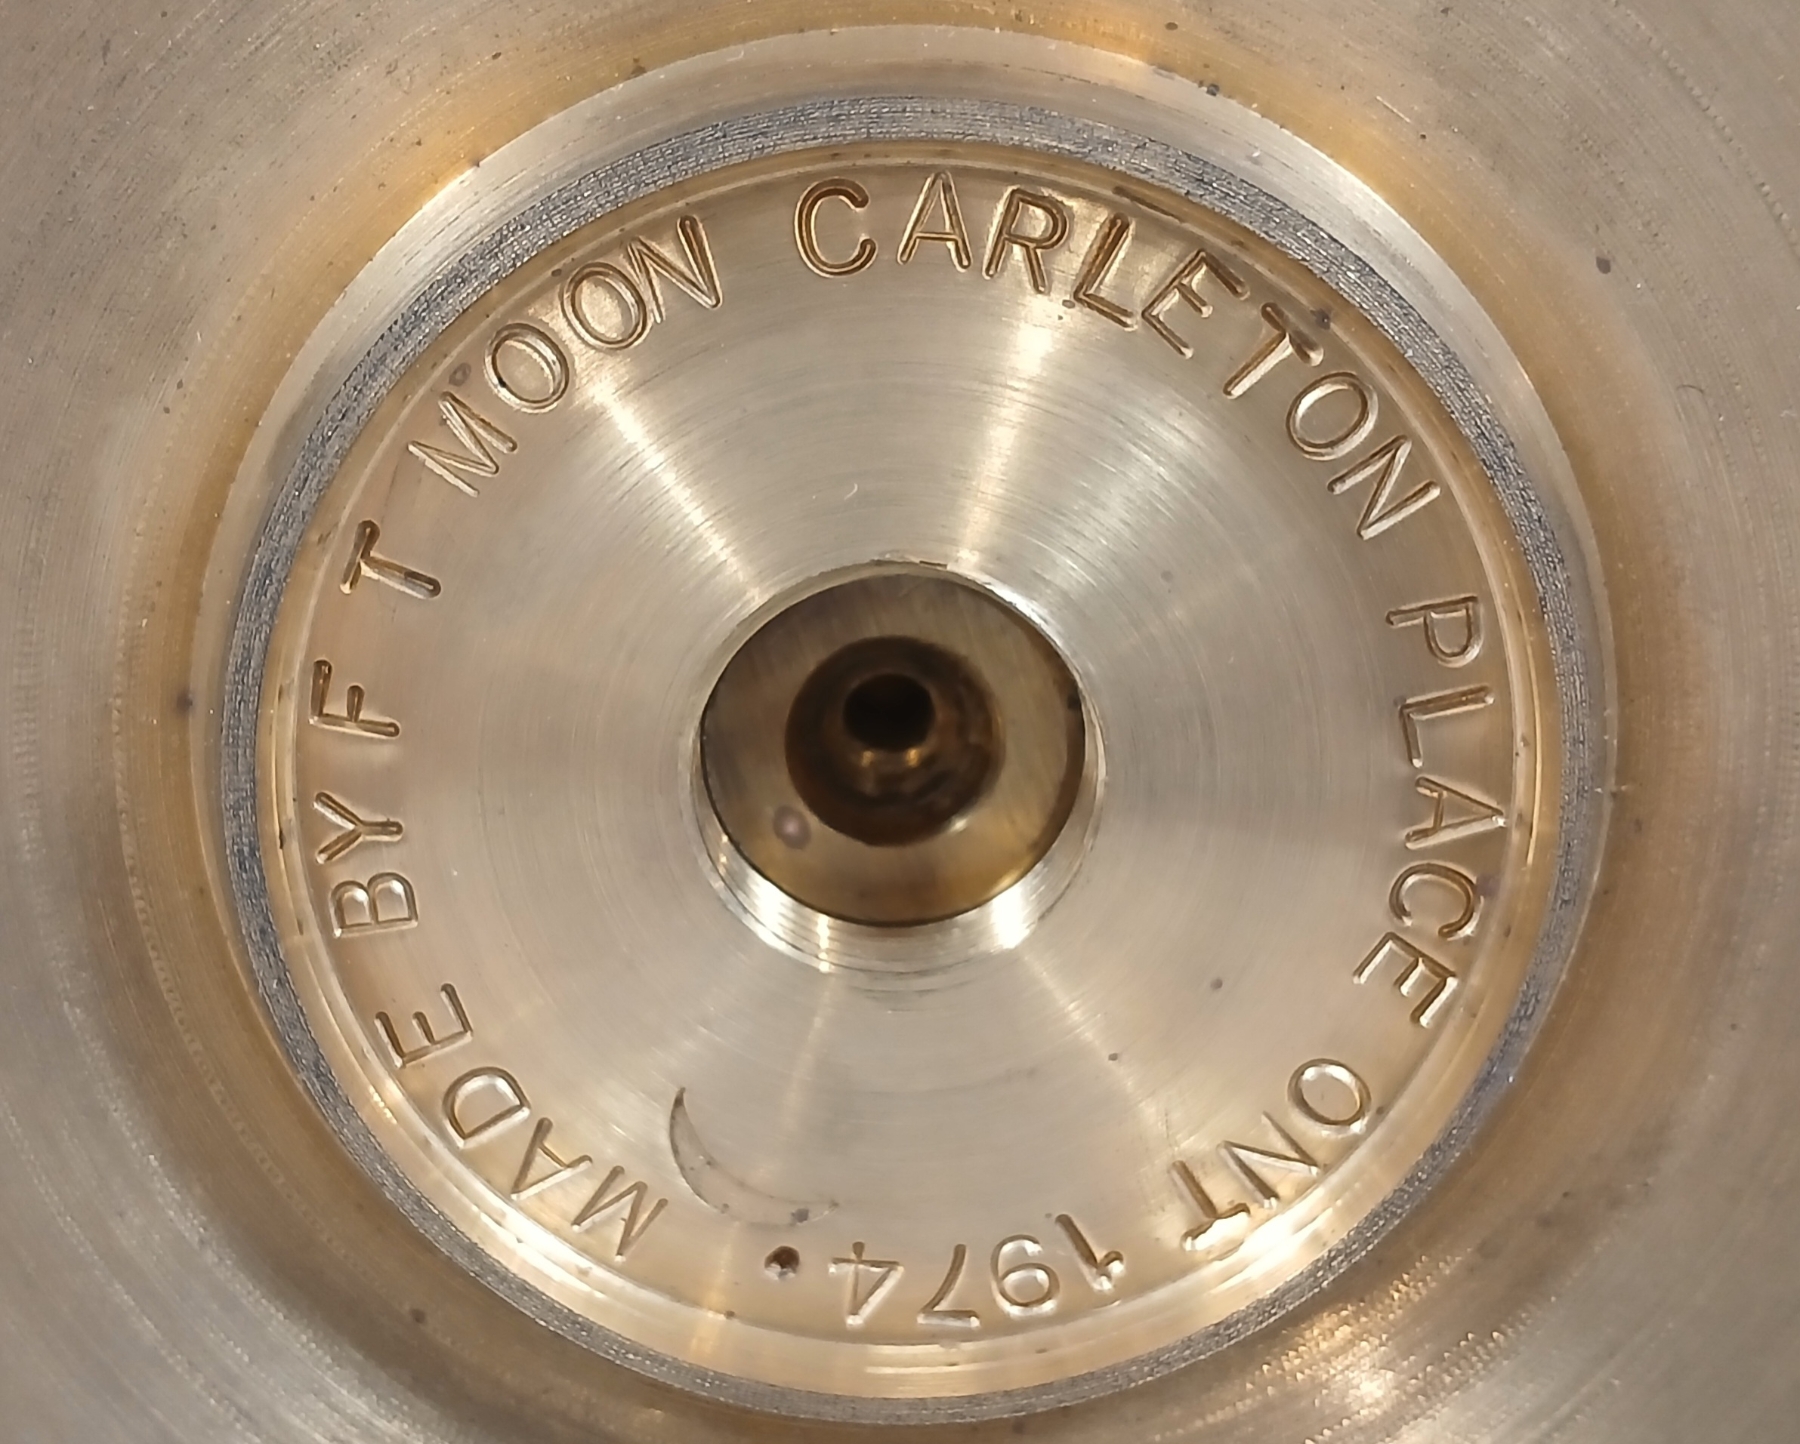 MADE BY F T MOON CARLETON PLACE ONT 1974.